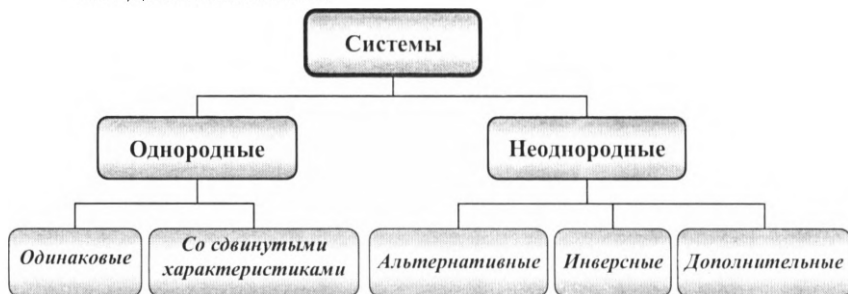 Системы
Однородные
Неоднородные
Одинаковые
Со сдвинутыми
характеристиками
Альтернативные
Инверсные
Дополнительные